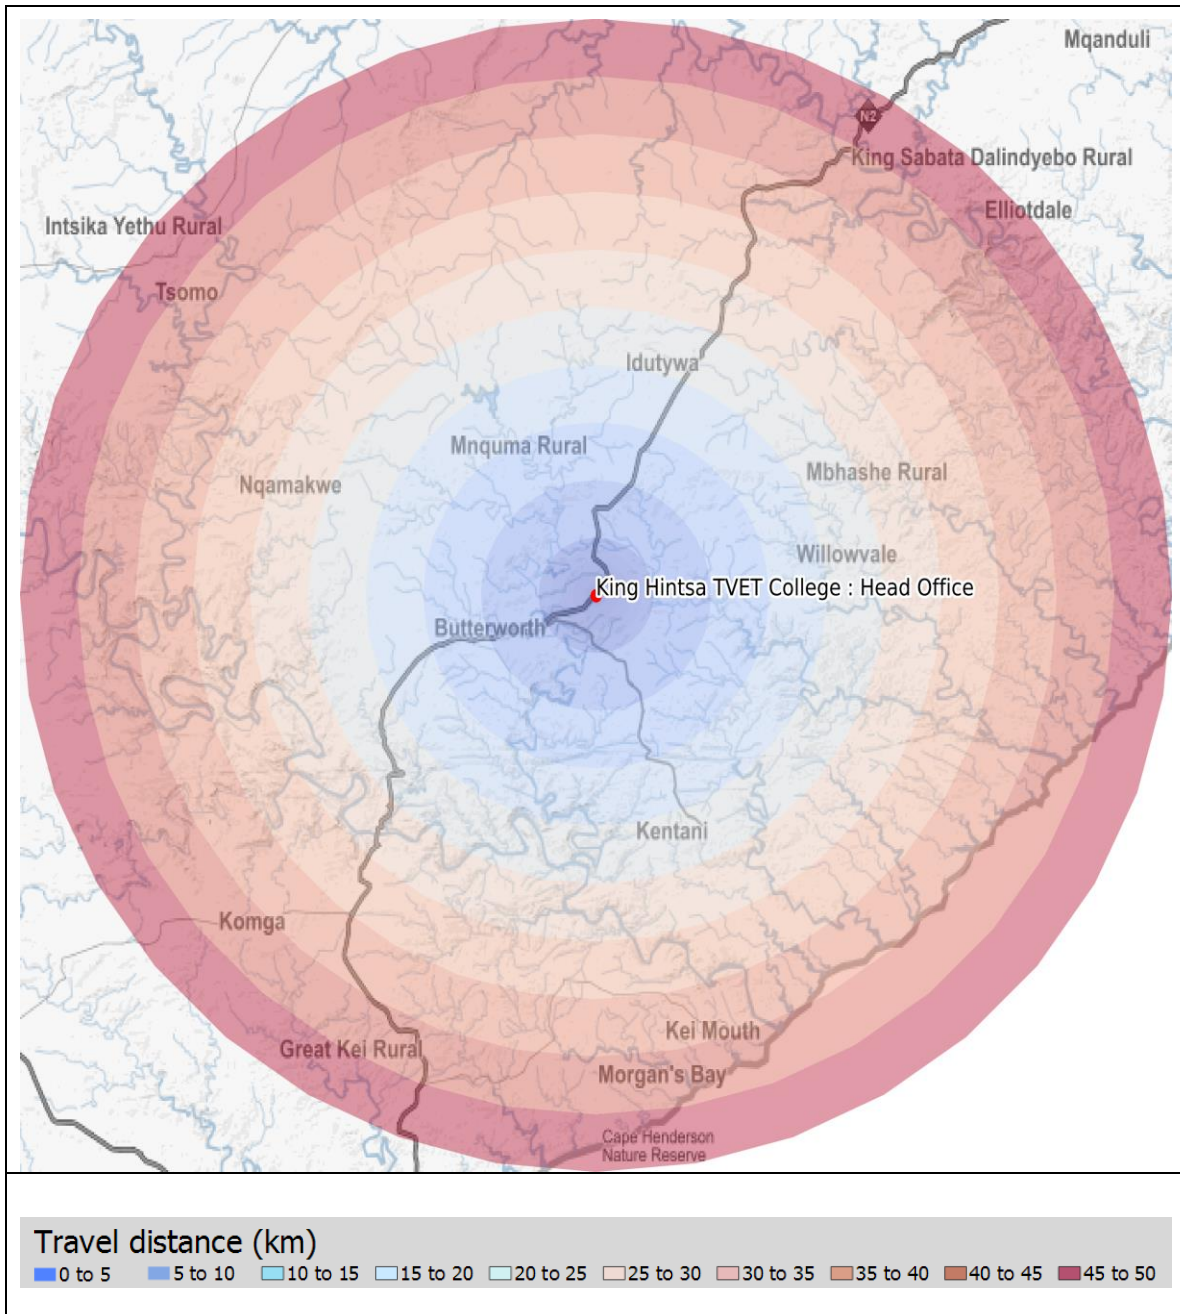 Mqanduli
N2
King Sabata Dalindyebo Rural
Elliotdale
Intsika Yethu Rural
Tsomo
Idutywa
Mnquma Rural
Mbhashe Rural
Nqamakwe
Willowvale
King Hintsa TVET College : Head Office
Butterworth
Kentani
Komga
Kei Mouth
Great Kei Rural
Morgan's Bay
Cape Henderson
Nature Reserve
Travel distance (km)
0 to 5 5 to 10 10 to 15 15 to 20 20 to 25 25 to 30 30 to 35 35 to 40 40 to 45 45 to 50